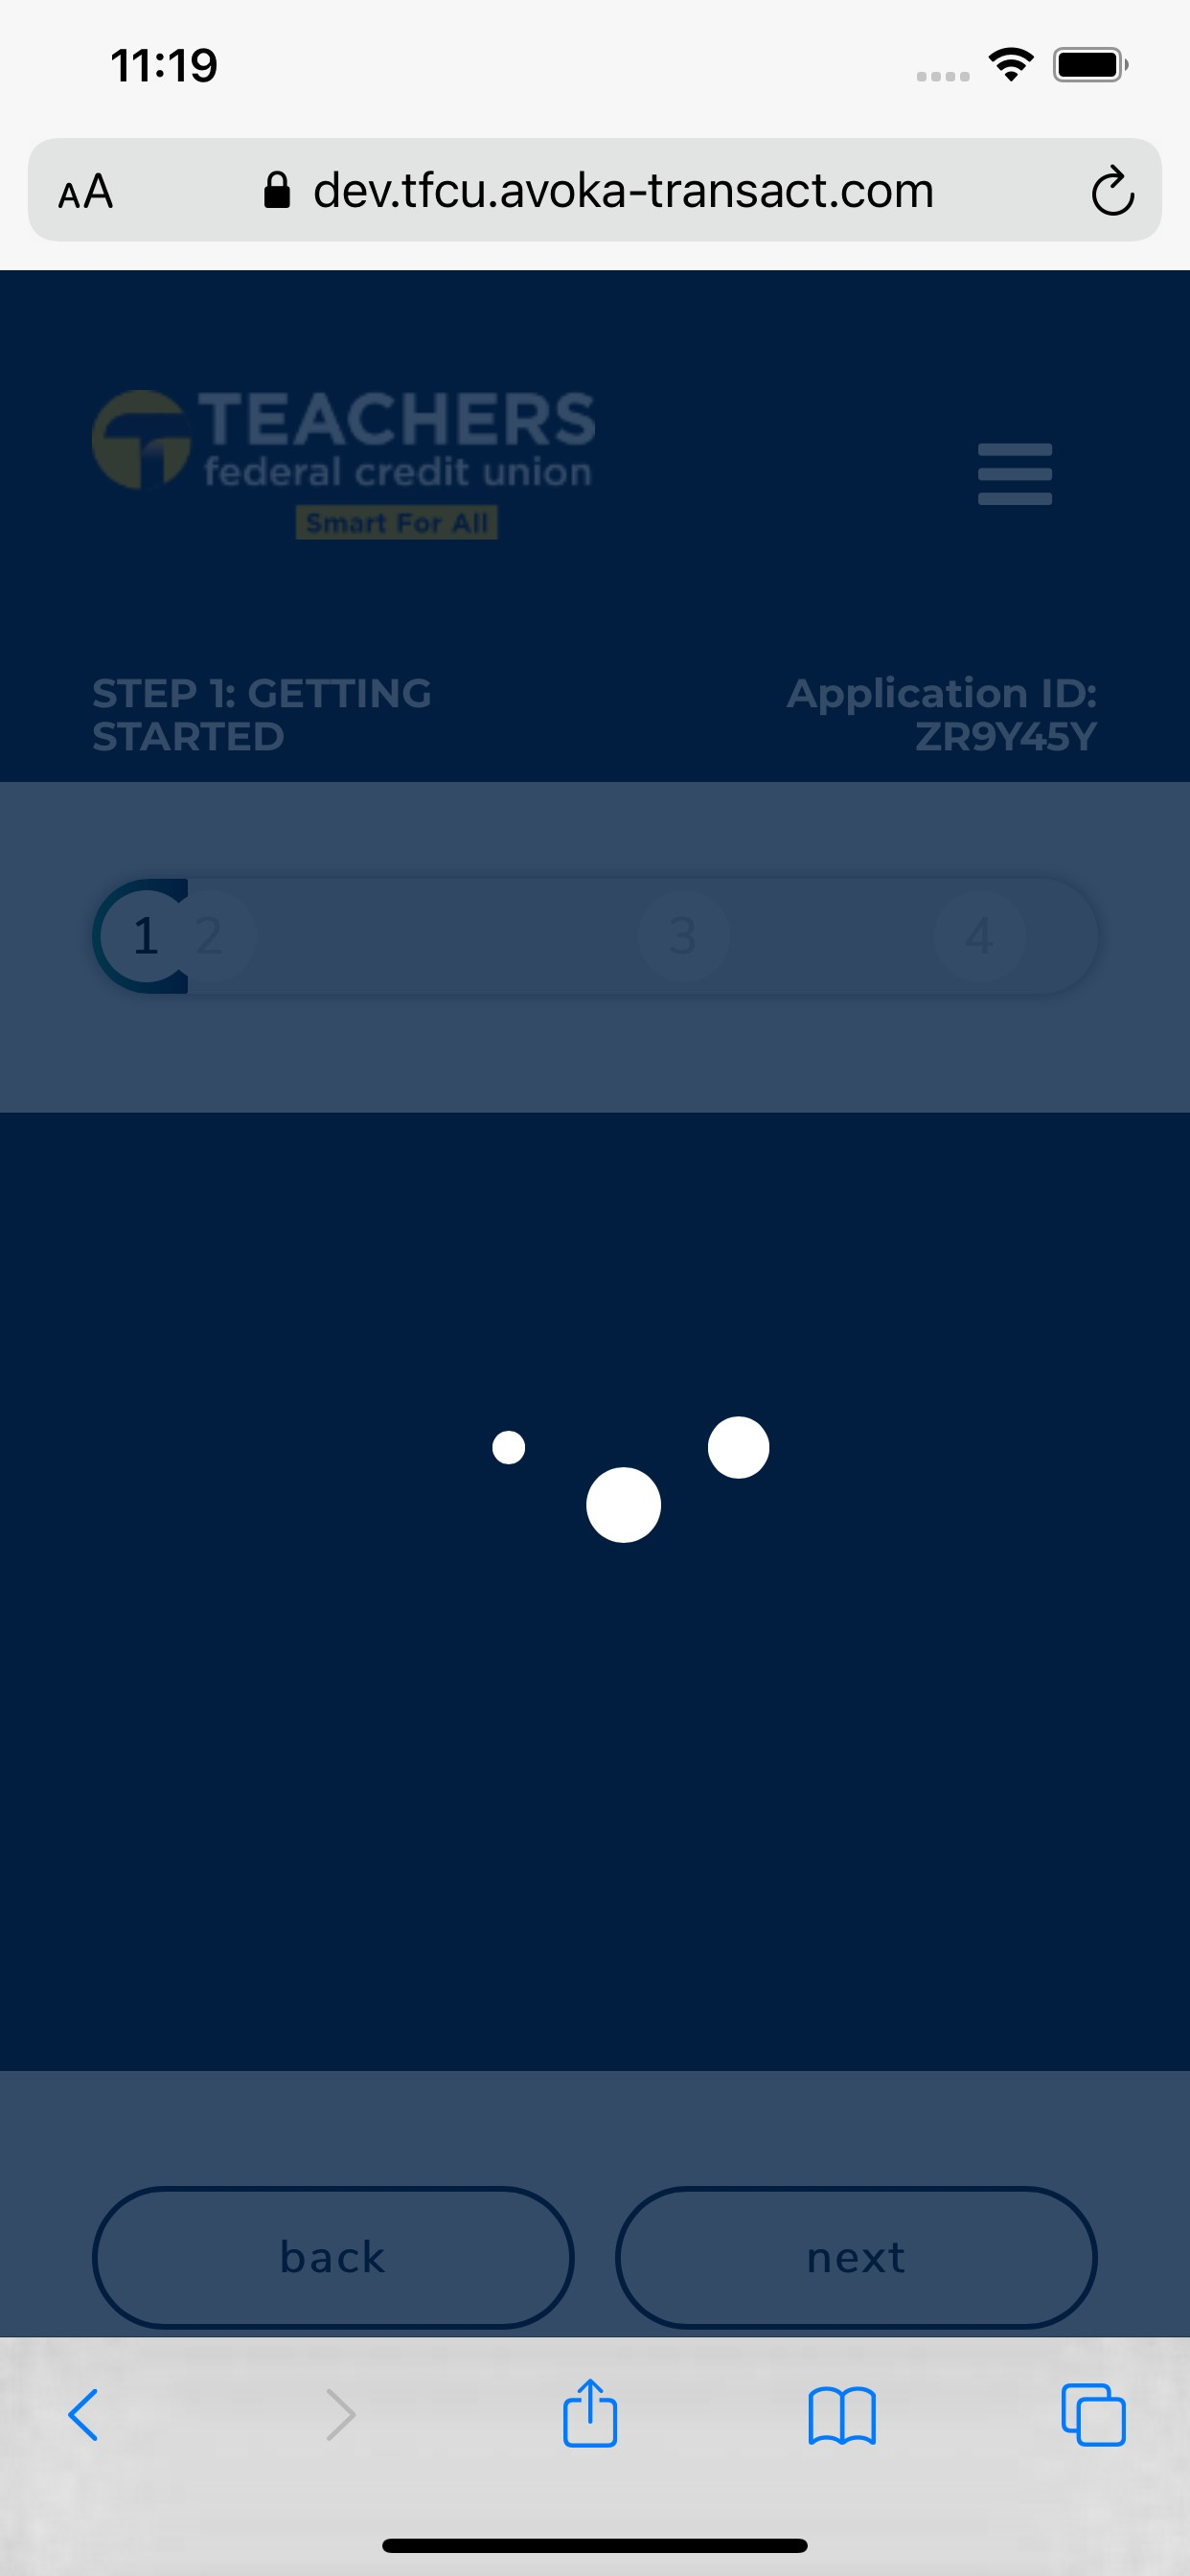 11:19
AA dev.tfcu.avoka-transact.com
TEACHERS
federal credit union
Smart For All
STEP 1: GETTING
STARTED
Application ID:
ZR9Y45Y
1 2 3 4
back next